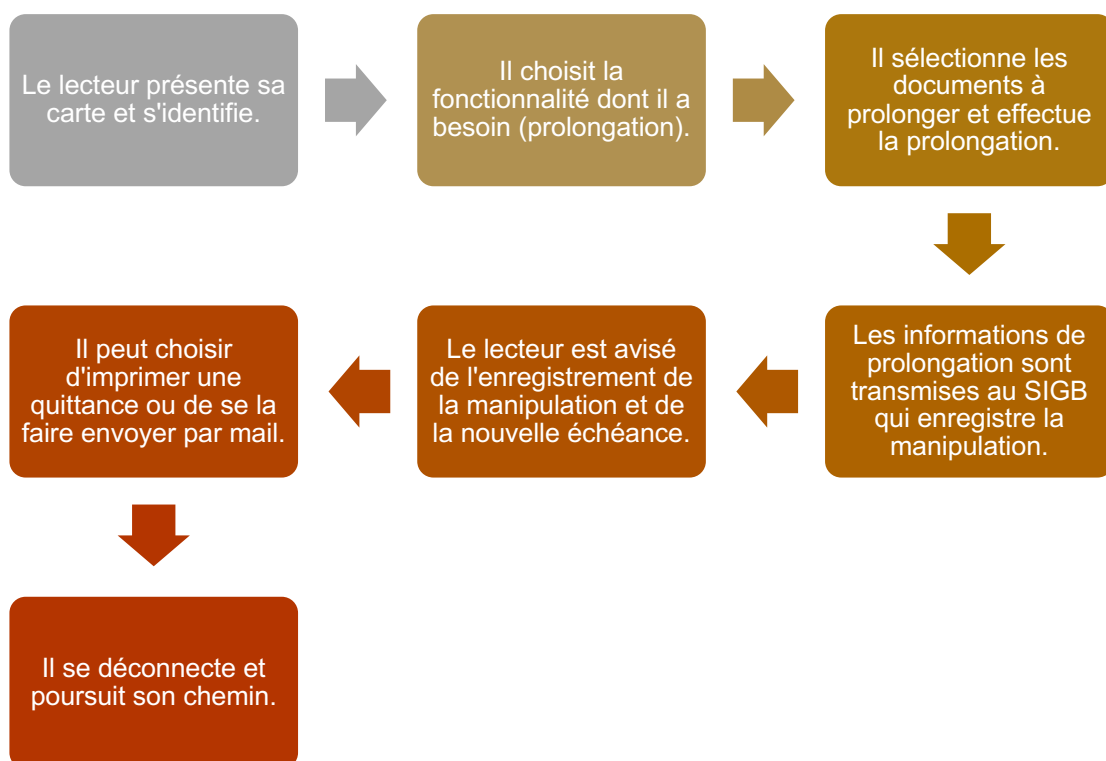 Le lecteur présente sa
carte et s'identifie.
Il choisit la
fonctionnalité dont il a
besoin (prolongation).
Il sélectionne les
documents à
prolonger et effectue
la prolongation.
Les informations de
prolongation sont
transmises au SIGB
qui enregistre la
manipulation.
Le lecteur est avisé
de l'enregistrement de
la manipulation et de
la nouvelle échéance.
Il peut choisir
d'imprimer une
quittance ou de se la
faire envoyer par mail.
Il se déconnecte et
poursuit son chemin.